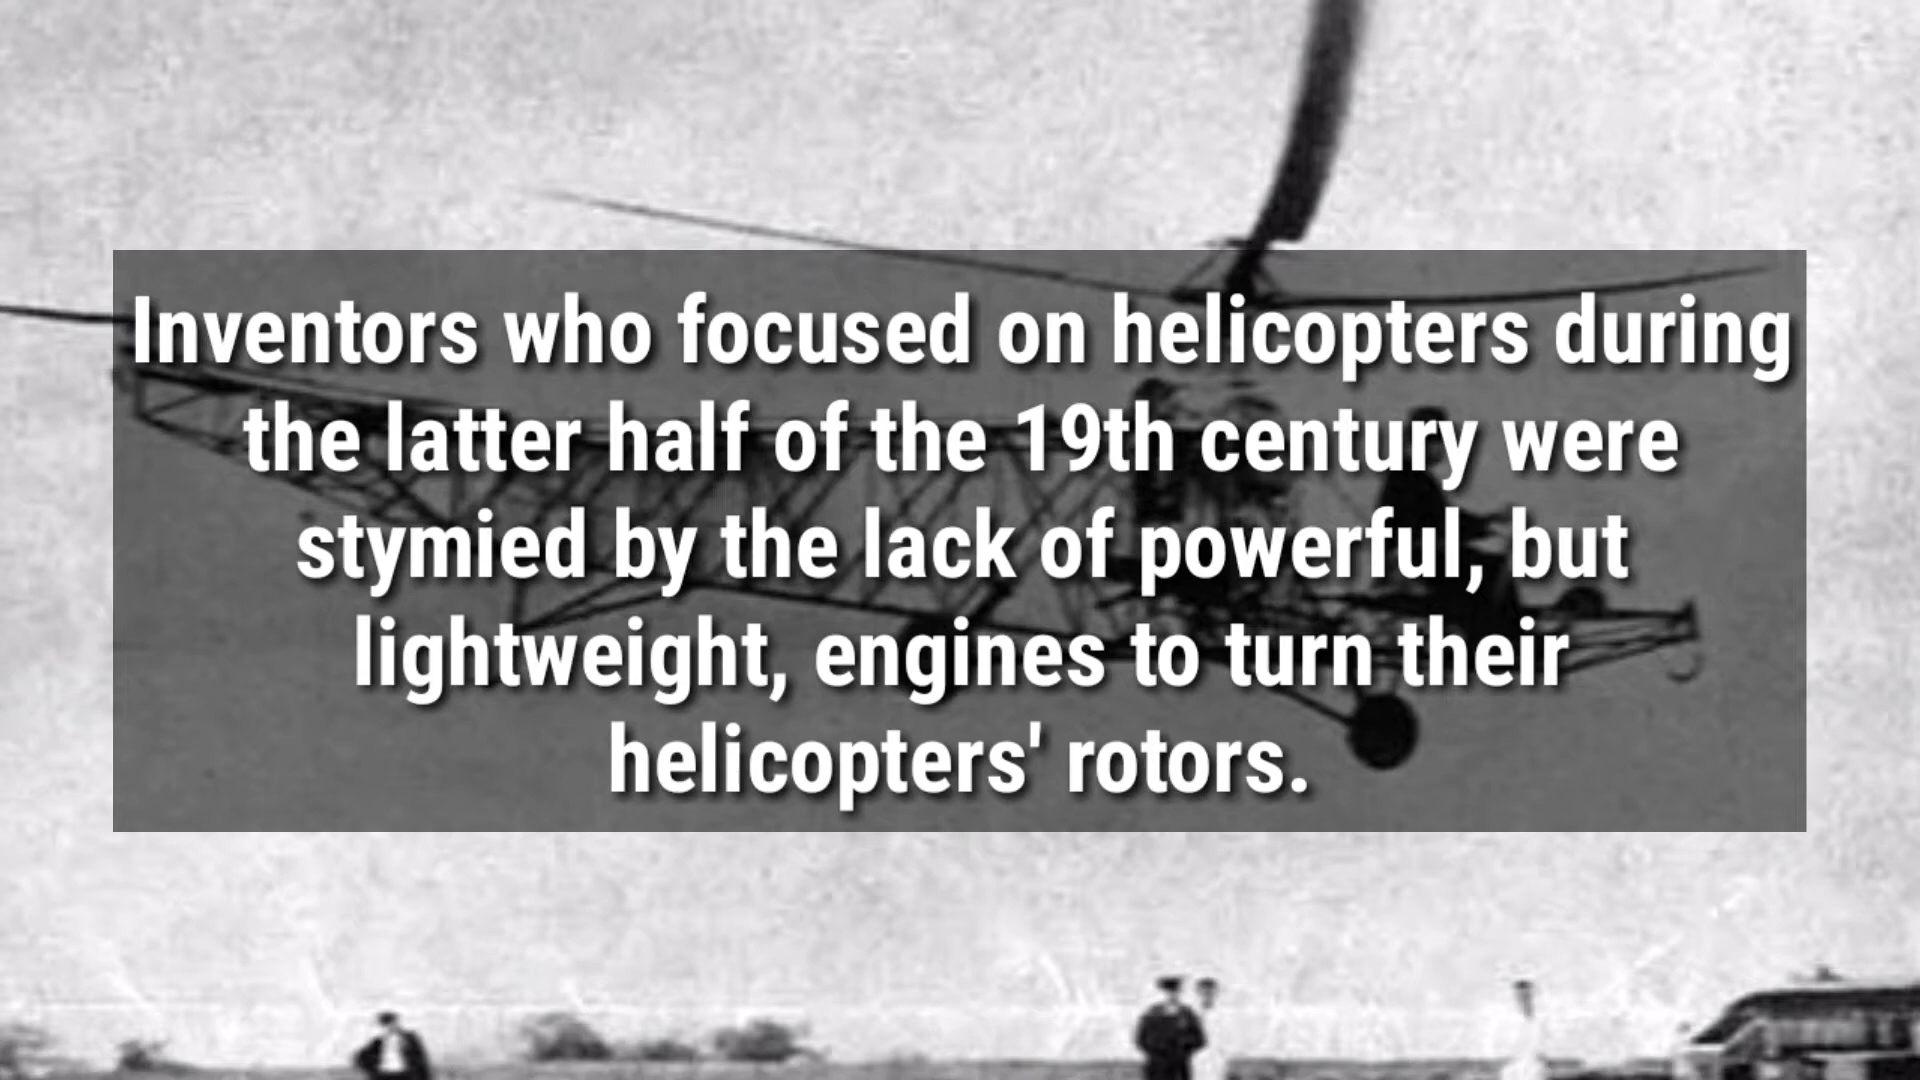 Inventors who focused on helicopters during
the latter half of the 19th century were
stymied by the lack of powerful, but
lightweight, engines to turn their
helicopters' rotors.